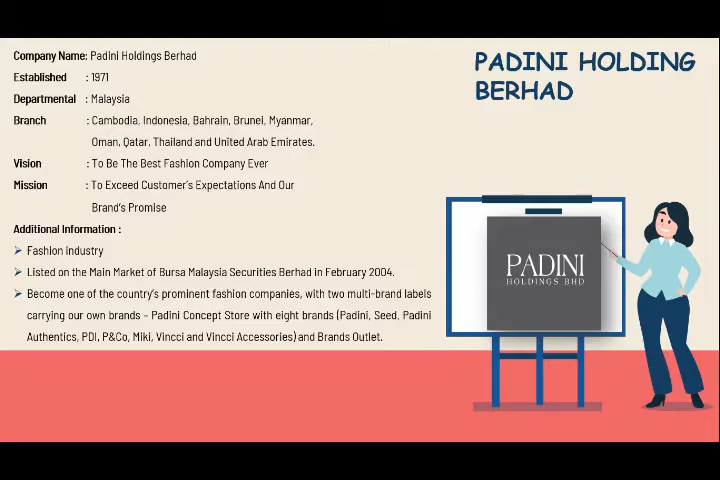 PADINI HOLDING
BERHAD
Company Name: Padini Holdings Berhad
Established : 1971
Departmental : Malaysia
Branch : Cambodia, Indonesia, Bahrain, Brunei, Myanmar,
Oman, Qatar, Thailand and United Arab Emirates.
Vision : To Be The Best Fashion Company Ever
Mission : To Exceed Customer's Expectations And Our
Brand's Promise
Additional Information :
➢ Fashion industry
➢ Listed on the Main Market of Bursa Malaysia Securities Berhad in February 2004.
➢ Become one of the country's prominent fashion companies, with two multi-brand labels
carrying our own brands – Padini Concept Store with eight brands (Padini, Seed, Padini
Authentics, PDI, P&Co, Miki, Vincci and Vincci Accessories) and Brands Outlet.
PADINI
HOLDINGS BHD